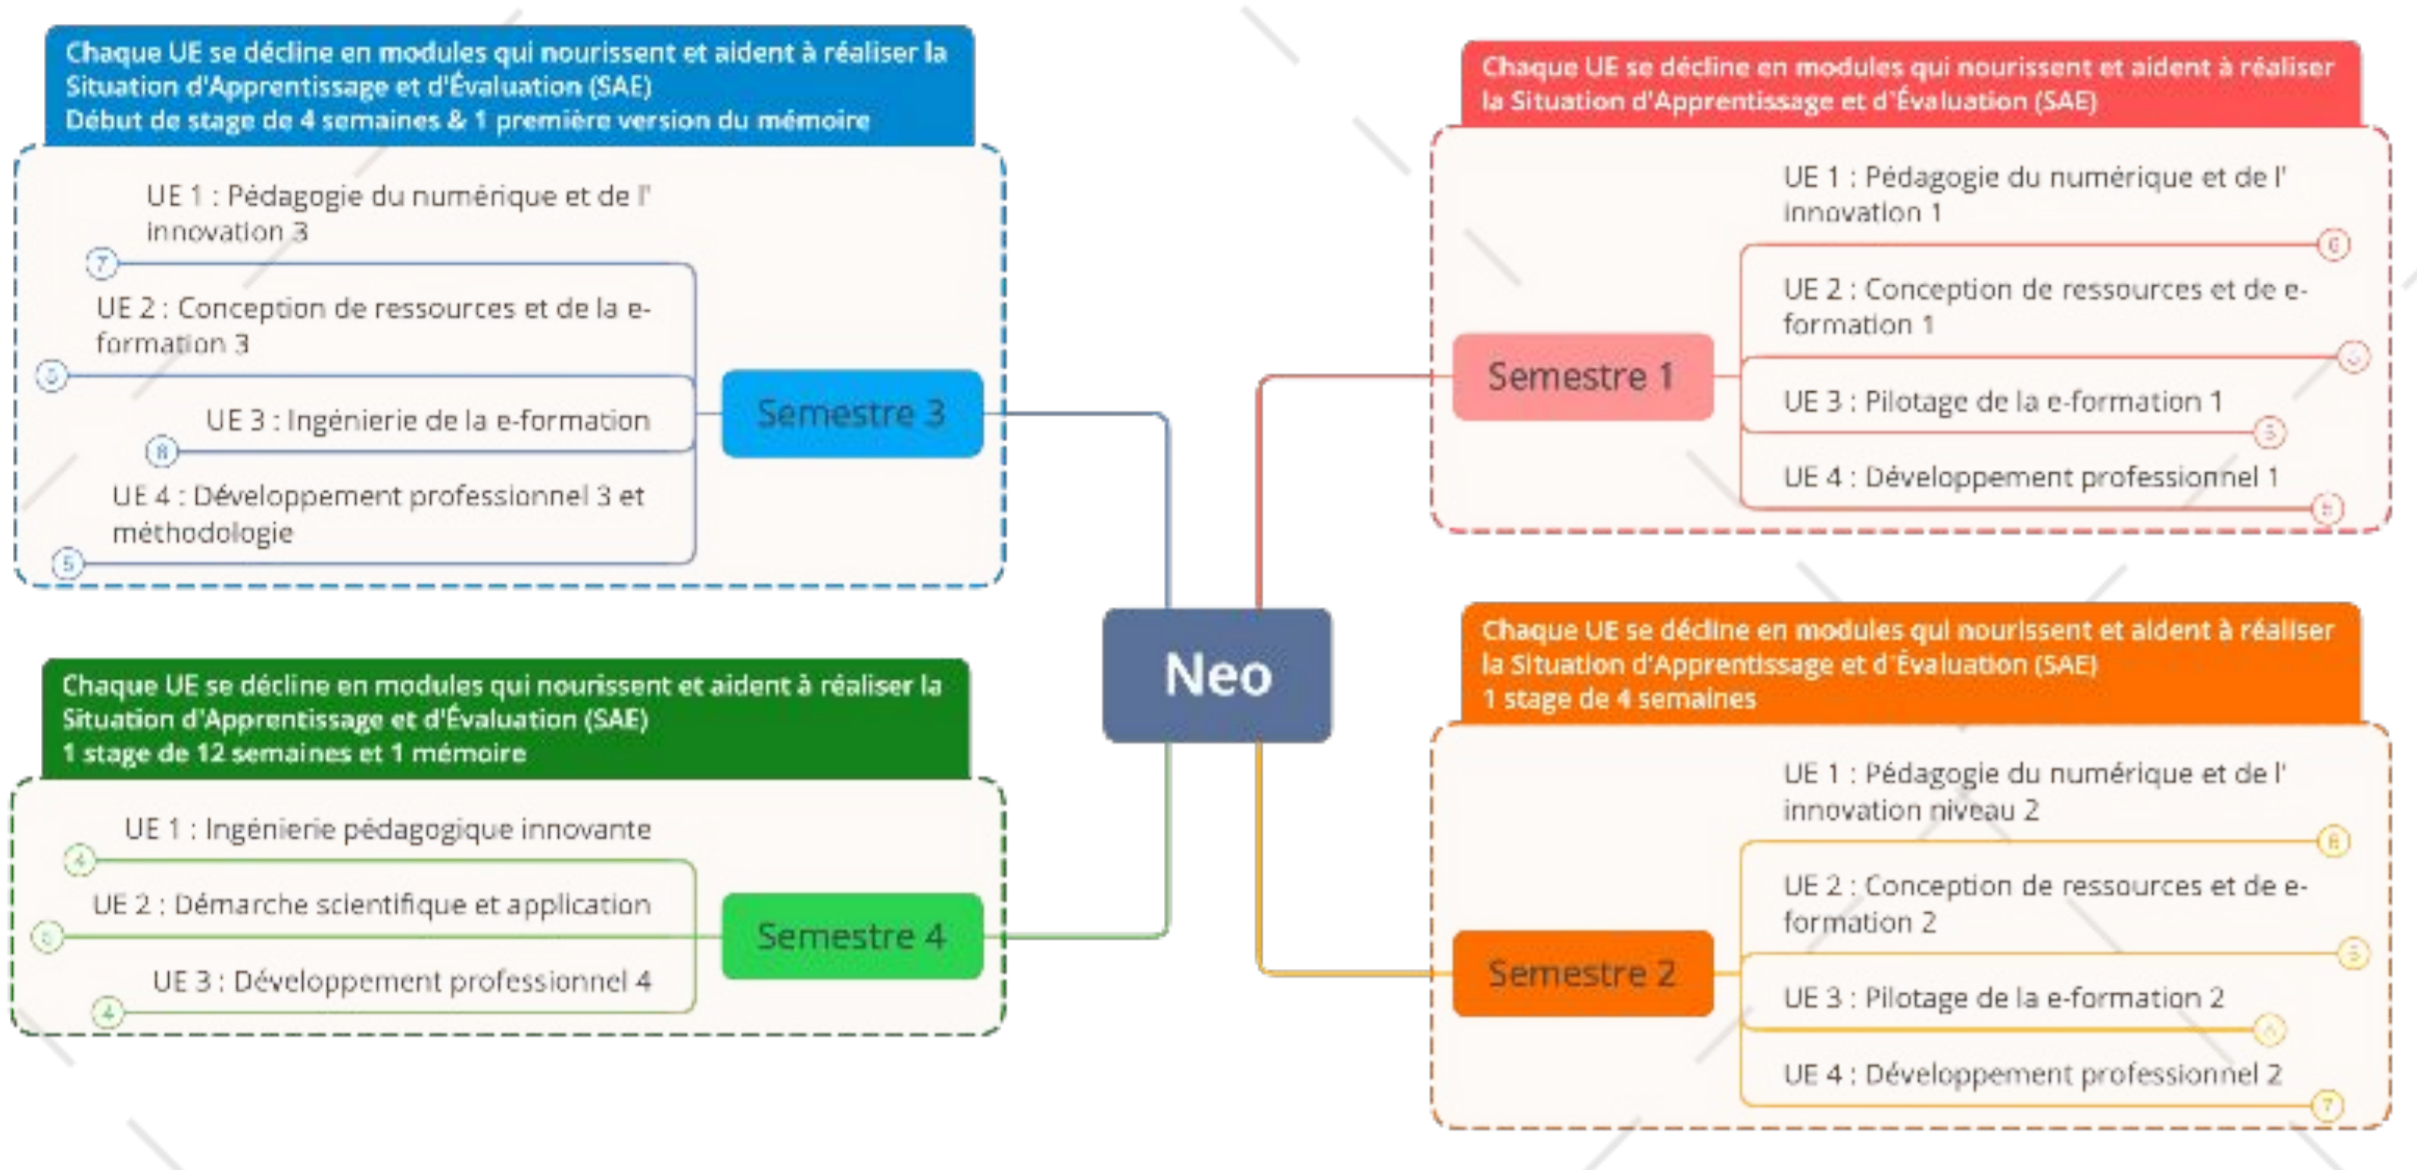 Chaque UE se décline en modules qui nourissent et aident à réaliser la
Situation d'Apprentissage et d'Évaluation (SAE)
Début de stage de 4 semaines & 1 première version du mémoire
UE 1 : Pédagogie du numérique et de l'
innovation 3
7
UE 2 : Conception de ressources et de la e-
formation 3
UE 3 : Ingénierie de la e-formation
UE 4 : Développement professionnel 3 et
méthodologie
5
Semestre 3
Chaque UE se décline en modules qui nourissent et aident à réaliser la
Situation d'Apprentissage et d'Évaluation (SAE)
1 stage de 12 semaines et 1 mémoire
UE 1 : Ingénierie pédagogique innovante
4
UE 2 : Démarche scientifique et application
UE 3 : Développement professionnel 4
4
Semestre 4
Neo
Chaque UE se décline en modules qui nourissent et aident à réaliser
la Situation d'Apprentissage et d'Évaluation (SAE)
Semestre 1
UE 1 : Pédagogie du numérique et de l'
innovation 1
6
UE 2 : Conception de ressources et de e-
formation 1
UE 3 : Pilotage de la e-formation 1
UE 4 : Développement professionnel 1
Chaque UE se décline en modules qui nourissent et aident à réaliser
la Situation d'Apprentissage et d'Évaluation (SAE)
1 stage de 4 semaines
Semestre 2
UE 1 : Pédagogie du numérique et de l'
innovation niveau 2
UE 2 : Conception de ressources et de e-
formation 2
UE 3 : Pilotage de la e-formation 2
UE 4 : Développement professionnel 2
7